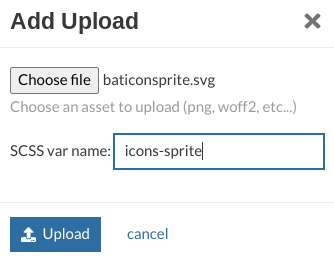 Add Upload
Choose file baticonsprite.svg
Choose an asset to upload (png, woff2, etc...)
SCSS var name: icons-sprite
Upload cancel